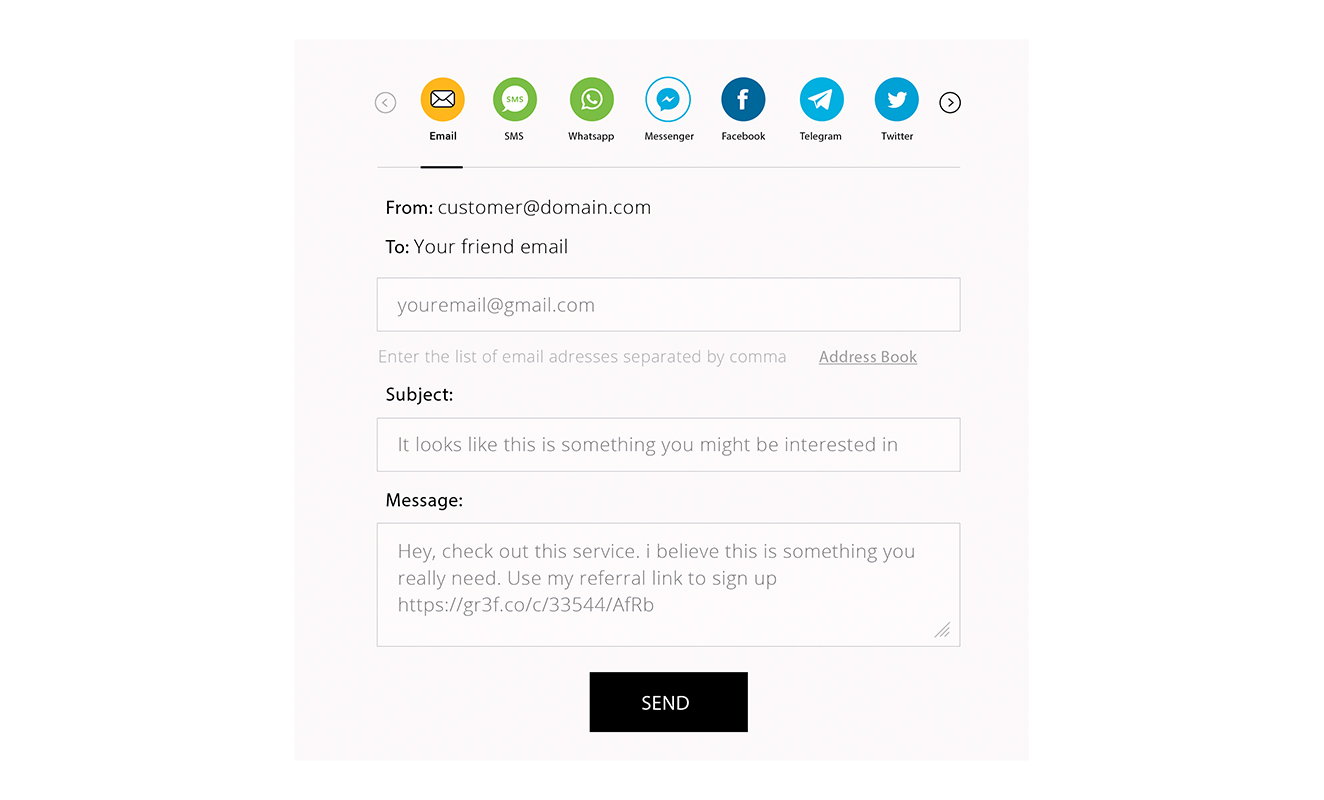 SMS
f
Email
SMS
Whatsapp
Messenger
Facebook
Telegram
Twitter
From: customer@domain.com
To: Your friend email
youremail@gmail.com
Enter the list of email adresses separated by comma
Address Book
Subject:
It looks like this is something you might be interested in
Message:
Hey, check out this service. i believe this is something you
really need. Use my referral link to sign up
https://gr3f.co/c/33544/AfRb
SEND